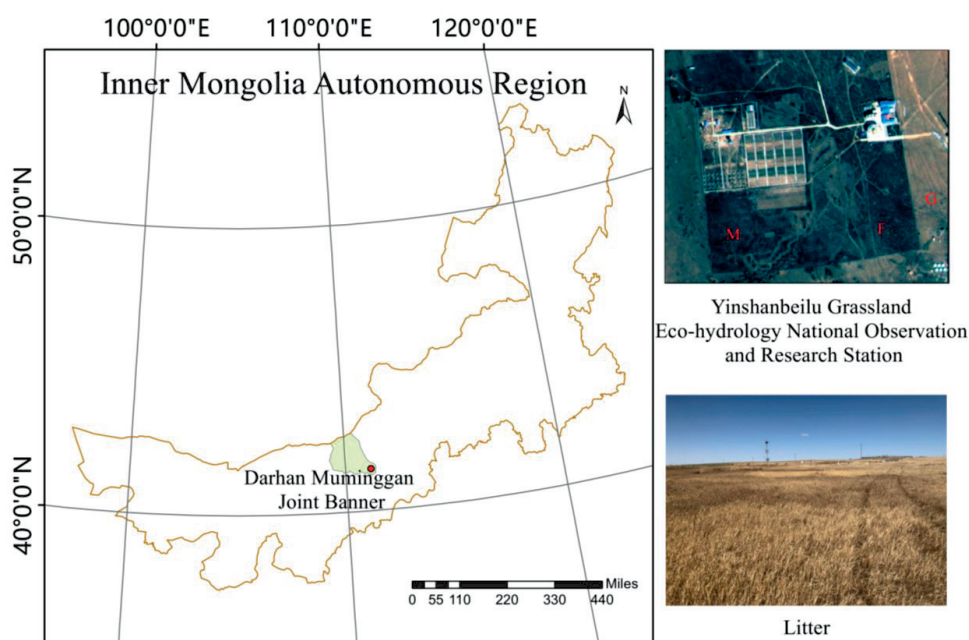 100°0'0"E
110°0'0"E
120°0'0"E
Inner Mongolia Autonomous Region
N
50°0'0"N
40°0'0"N
Darhan Muminggan
Joint Banner
Miles
0 55 110 220 330 440
M
F
G
Yinshanbeilu Grassland
Eco-hydrology National Observation
and Research Station
Litter